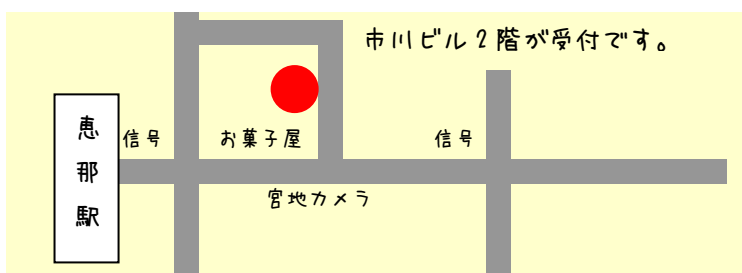 市川ビル２階が受付です。
恵那駅
信号
お菓子屋
信号
宮地カメラ